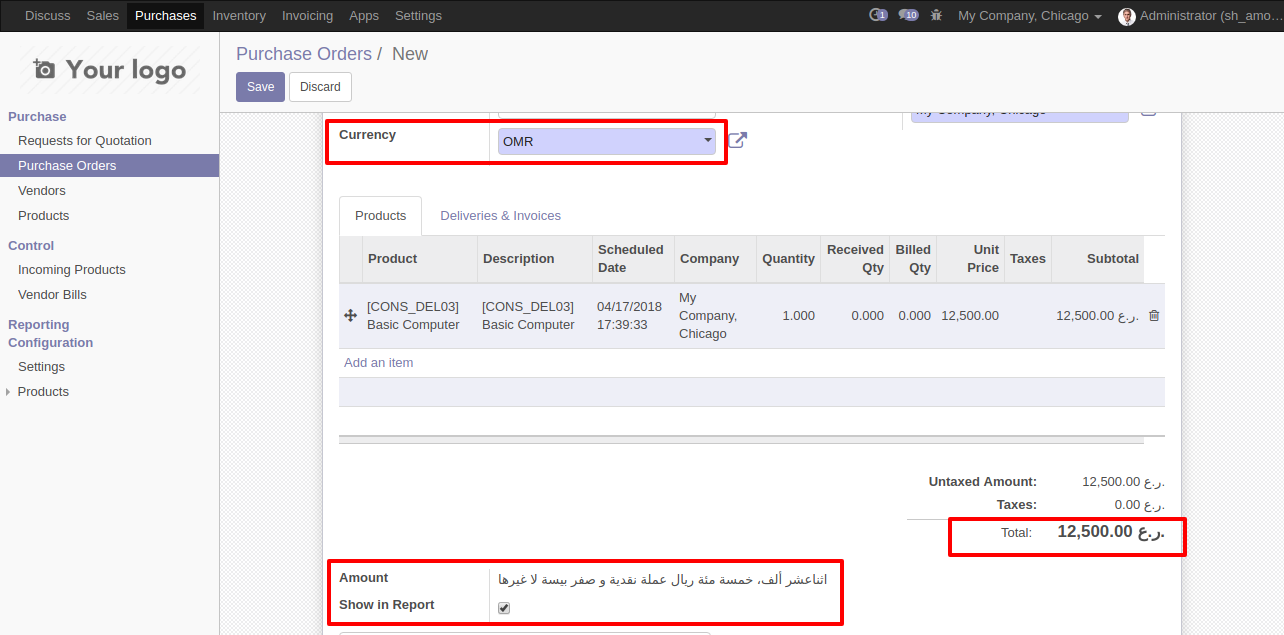 Discuss Sales Purchases Inventory Invoicing Apps Settings 1 10 My Company, Chicago Administrator (sh_amo...
Your logo
Purchase Orders / New
Save Discard
Purchase
Requests for Quotation
Purchase Orders
Vendors
Products
Control
Incoming Products
Vendor Bills
Reporting
Configuration
Settings
Products
My Company, Chicago
Currency OMR
Products Deliveries & Invoices
Product Description Scheduled Date Company Quantity Received Qty Billed Qty Unit Price Taxes Subtotal
[CONS_DEL03] Basic Computer [CONS_DEL03] Basic Computer 04/17/2018 17:39:33 My Company, Chicago 1.000 0.000 0.000 12,500.00 12,500.00 ر.ع.
Add an item
Untaxed Amount: 12,500.00 ر.ع.
Taxes: 0.00 ر.ع.
Total: 12,500.00 ر.ع.
Amount اثناعشر ألف، خمسة مئة ريال عملة نقدية و صفر بيسة لا غيرها
Show in Report